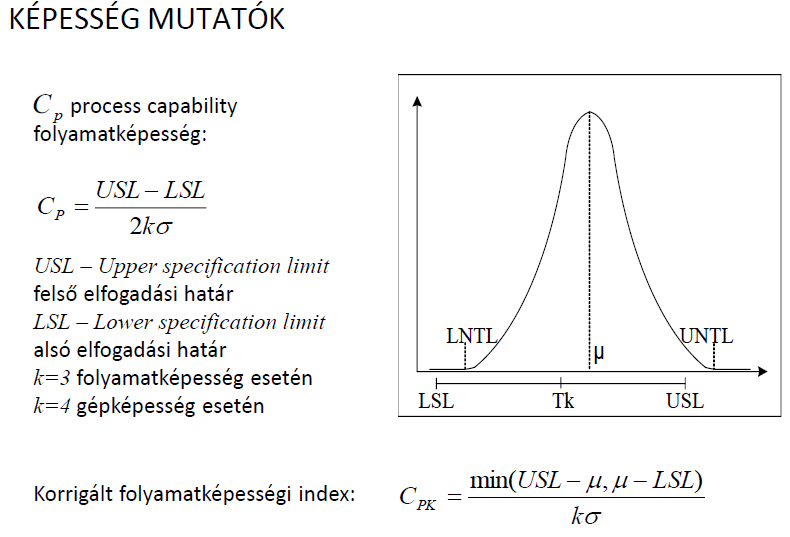 KÉPESSÉG MUTATÓK
C_p process capability
folyamatképesség:
C_P = (USL − LSL) / 2kσ
USL – Upper specification limit
felső elfogadási határ
LSL – Lower specification limit
alsó elfogadási határ
k=3 folyamatképesség esetén
k=4 gépképesség esetén
LNTL
UNTL
μ
LSL
Tk
USL
Korrigált folyamatképességi index:
C_PK = min(USL − μ, μ − LSL) / kσ